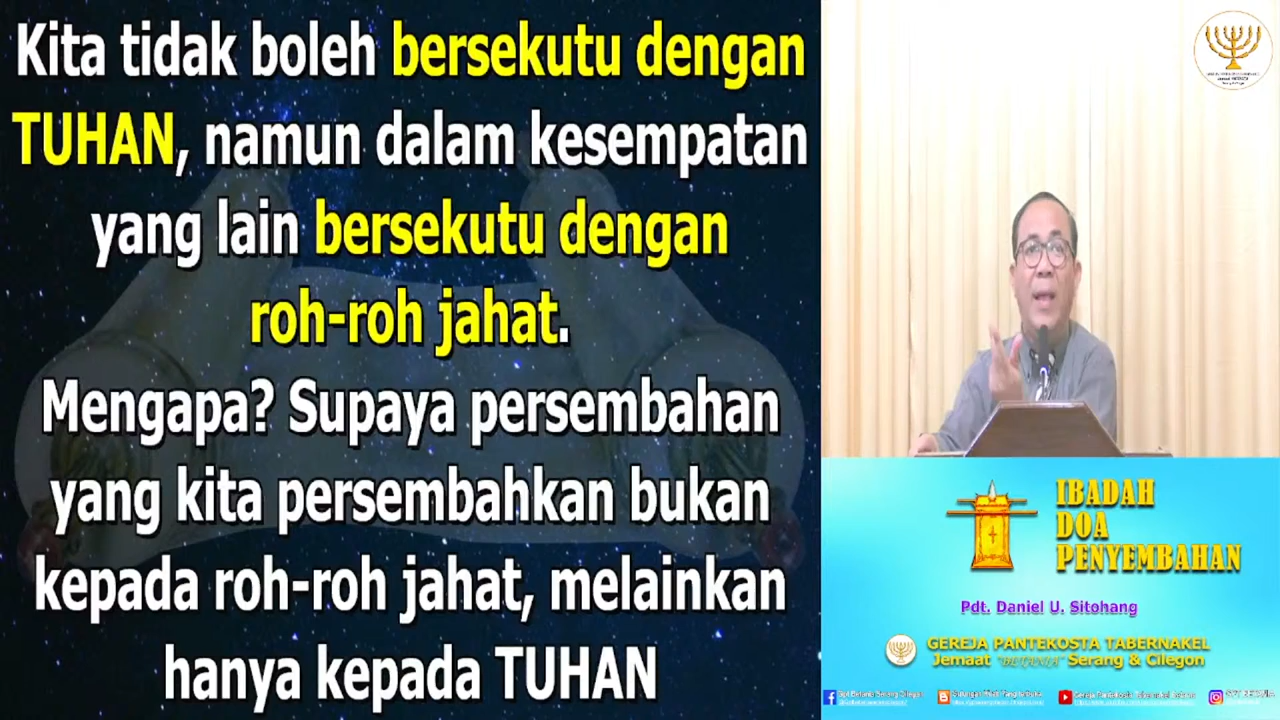 Kita tidak boleh bersekutu dengan
TUHAN, namun dalam kesempatan
yang lain bersekutu dengan
roh-roh jahat.
Mengapa? Supaya persembahan
yang kita persembahkan bukan
kepada roh-roh jahat, melainkan
hanya kepada TUHAN
IBADAH
DOA
PENYEMBAHAN
Pdt. Daniel U. Sitohang
GEREJA PANTEKOSTA TABERNAKEL
Jemaat "BETANIA" Serang & Cilegon